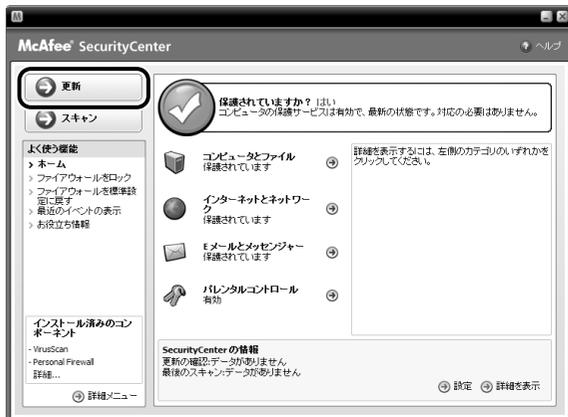 McAfee® SecurityCenter
ヘルプ
更新
スキャン
よく使う機能
ホーム
ファイアウォールをロック
ファイアウォールを標準設
定に戻す
最近のイベントの表示
お役立ち情報
インストール済みのコン
ポーネント
- VirusScan
- Personal Firewall
詳細...
詳細メニュー
保護されていますか? はい
コンピュータの保護サービスは有効で、最新の状態です。対応の必要はありません。
コンピュータとファイル
保護されています
インターネットとネットワー
ク
保護されています
Eメールとメッセンジャー
保護されています
パレンタルコントロール
有効
詳細を表示するには、左側のカテゴリのいずれかを
クリックしてください。
SecurityCenter の情報
更新の確認:データがありません
最後のスキャン:データがありません
設定
詳細を表示